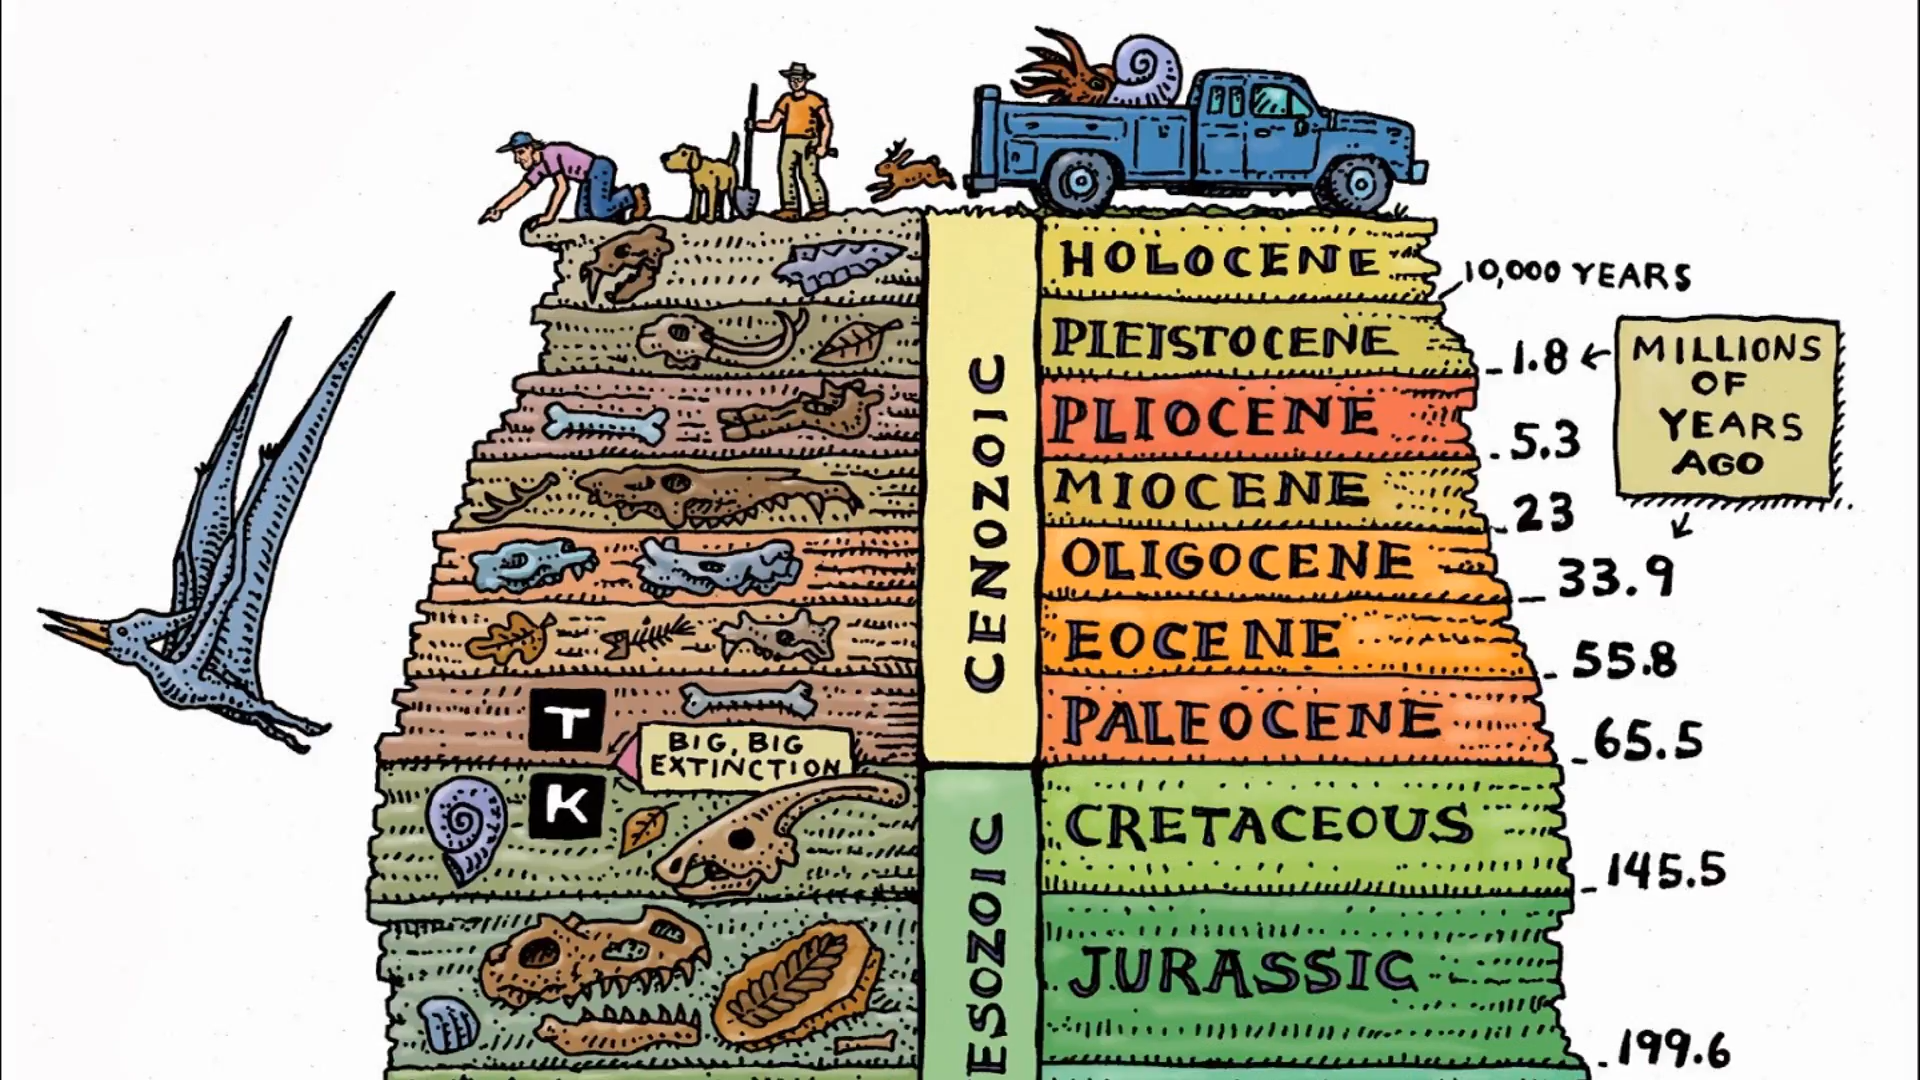 HOLOCENE
10,000 YEARS
PLEISTOCENE
1.8
MILLIONS
OF
YEARS
AGO
PLIOCENE
5.3
CENOZOIC
MIOCENE
23
OLIGOCENE
33.9
EOCENE
55.8
T
PALEOCENE
65.5
BIG, BIG
EXTINCTION
K
CRETACEOUS
145.5
ESOZOIC
JURASSIC
199.6